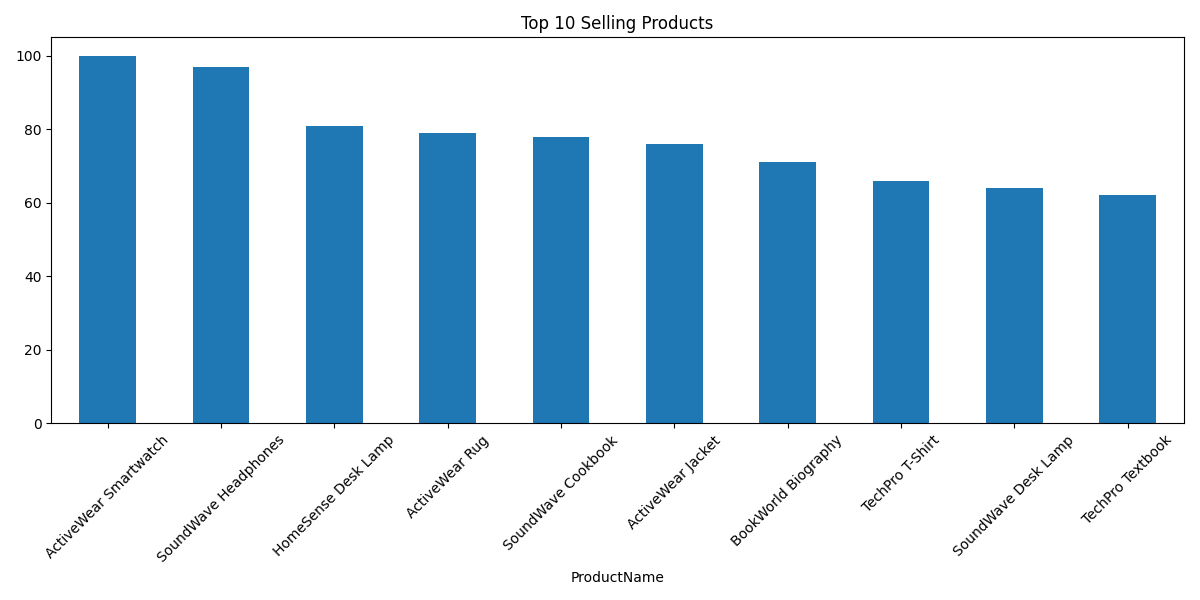 Top 10 Selling Products
100
80
60
40
20
0
ActiveWear Smartwatch
SoundWave Headphones
HomeSense Desk Lamp
ActiveWear Rug
SoundWave Cookbook
ActiveWear Jacket
BookWorld Biography
TechPro T-Shirt
SoundWave Desk Lamp
TechPro Textbook
ProductName